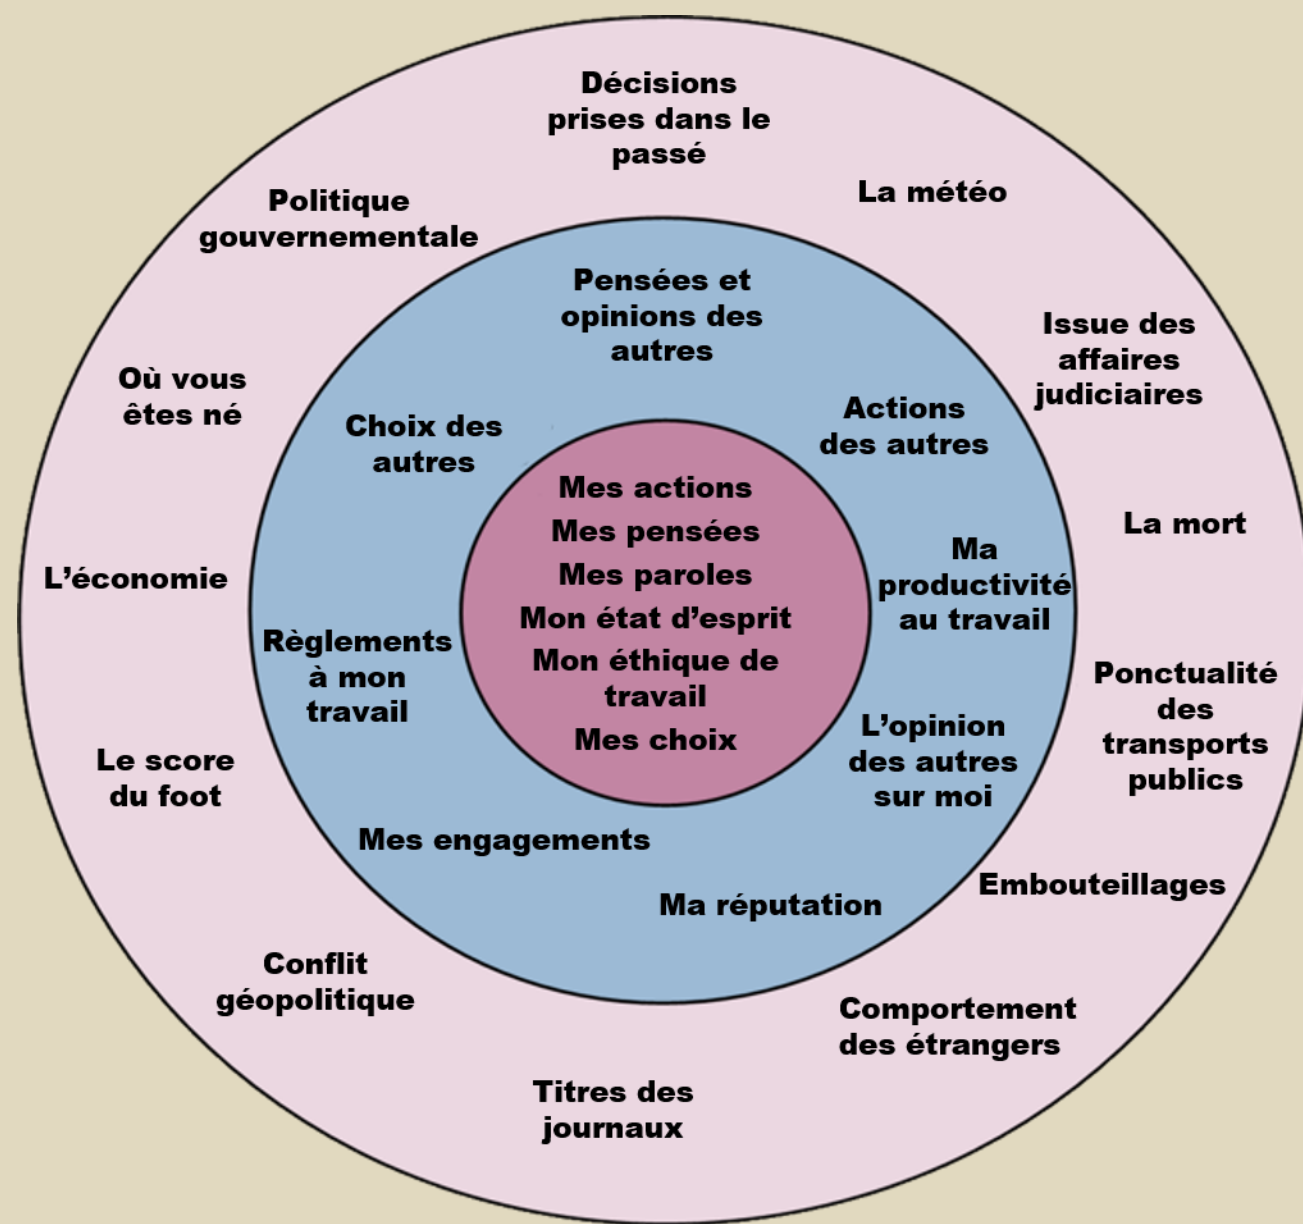 Décisions
prises dans le
passé
La météo
Politique
gouvernementale
Issue des
affaires
judiciaires
Où vous
êtes né
La mort
L’économie
Ponctualité
des
transports
publics
Le score
du foot
Embouteillages
Conflit
géopolitique
Comportement
des étrangers
Titres des
journaux
Pensées et
opinions des
autres
Choix des
autres
Actions
des autres
Ma
productivité
au travail
Règlements
à mon
travail
L’opinion
des autres
sur moi
Mes engagements
Ma réputation
Mes actions
Mes pensées
Mes paroles
Mon état d’esprit
Mon éthique de
travail
Mes choix